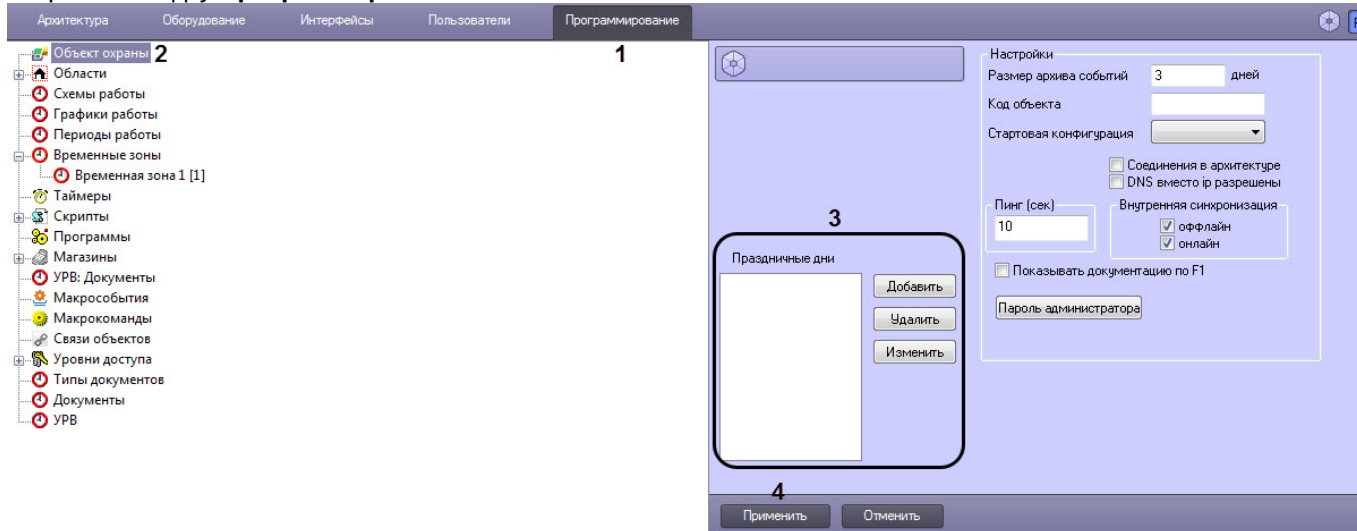 Архитектура Оборудование Интерфейсы Пользователи Программирование
1
Объект охраны 2
Области
Схемы работы
Графики работы
Периоды работы
Временные зоны
Временная зона 1 [1]
Таймеры
Скрипты
Программы
Магазины
УРВ: Документы
Макрособытия
Макрокоманды
Связи объектов
Уровни доступа
Типы документов
Документы
УРВ
Настройки
Размер архива событий 3 дней
Код объекта
Стартовая конфигурация
Соединения в архитектуре
DNS вместо ip разрешены
Пинг (сек) Внутренняя синхронизация
10 оффлайн
онлайн
Показывать документацию по F1
Пароль администратора
3
Праздничные дни
Добавить
Удалить
Изменить
4
Применить Отменить